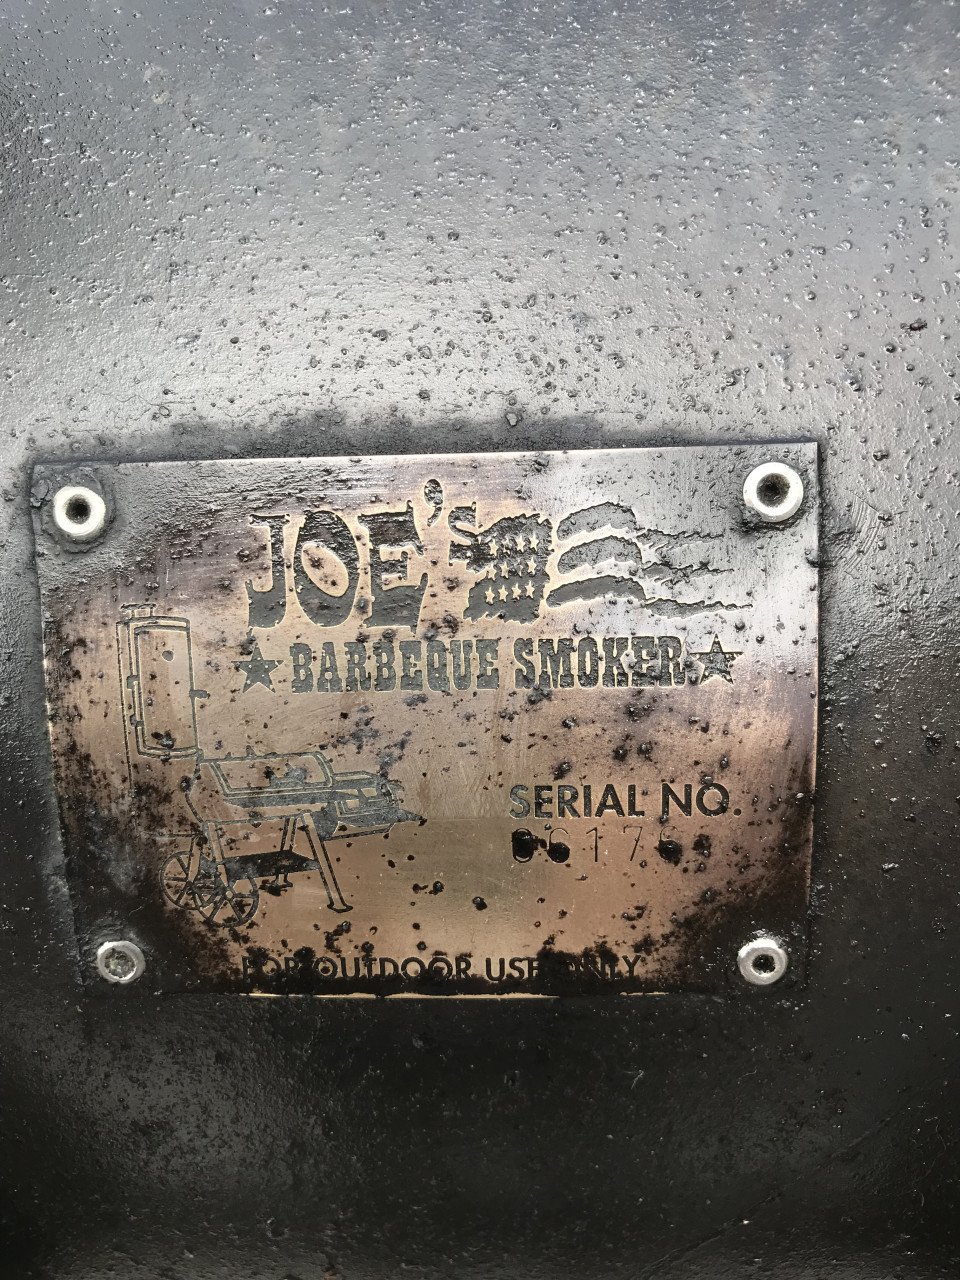 JOE'S
BARBEQUE SMOKER
SERIAL NO.
FOR OUTDOOR USE ONLY